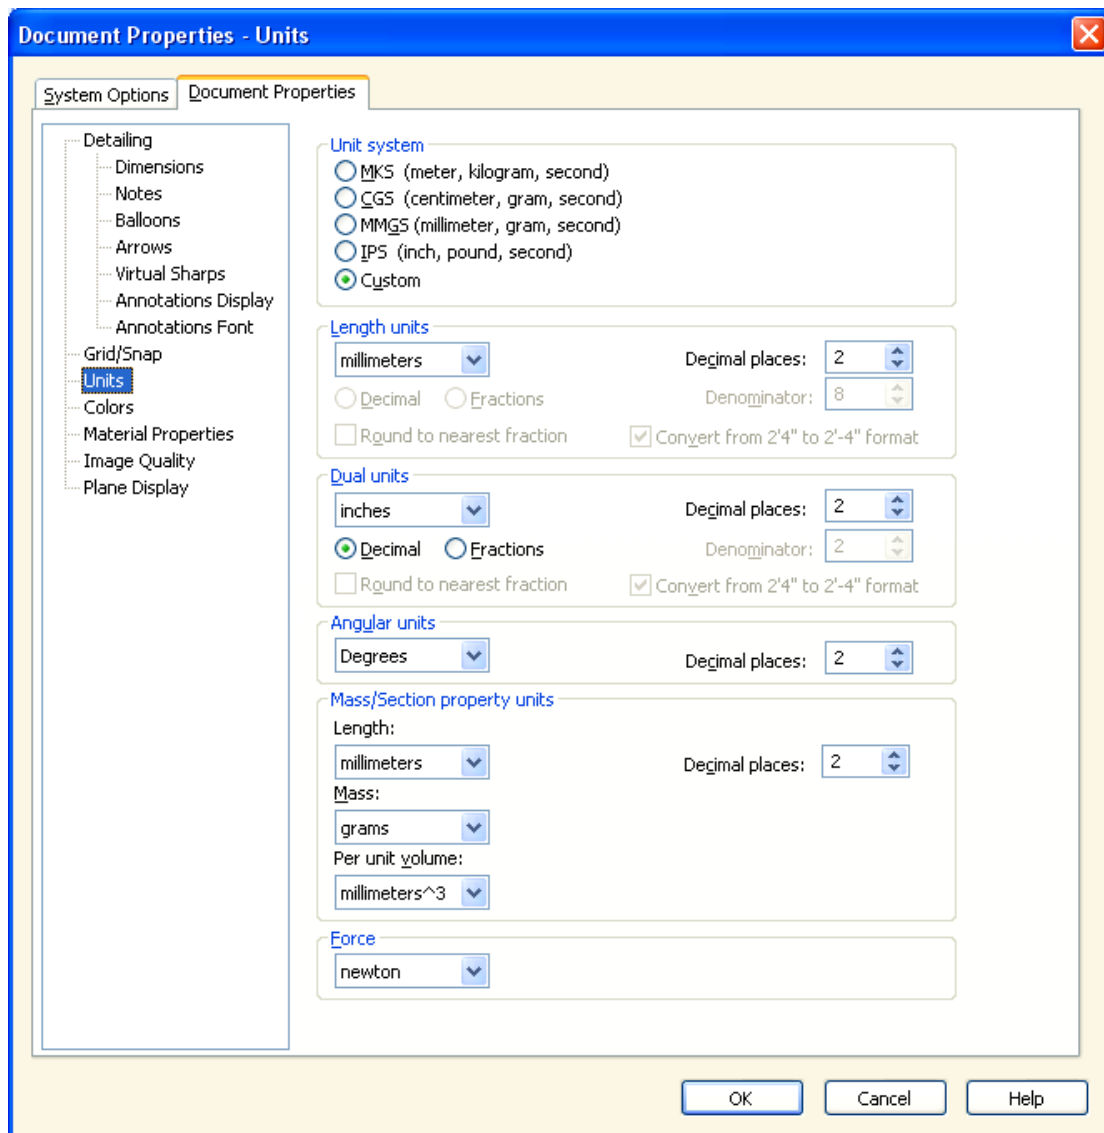 Document Properties - Units
System Options Document Properties
Detailing
Dimensions
Notes
Balloons
Arrows
Virtual Sharps
Annotations Display
Annotations Font
Grid/Snap
Units
Colors
Material Properties
Image Quality
Plane Display
Unit system
MKS (meter, kilogram, second)
CGS (centimeter, gram, second)
MMGS (millimeter, gram, second)
IPS (inch, pound, second)
Custom
Length units
millimeters Decimal places: 2
Decimal Fractions Denominator: 8
Round to nearest fraction Convert from 2'4" to 2'-4" format
Dual units
inches Decimal places: 2
Decimal Fractions Denominator: 2
Round to nearest fraction Convert from 2'4" to 2'-4" format
Angular units
Degrees Decimal places: 2
Mass/Section property units
Length:
millimeters Decimal places: 2
Mass:
grams
Per unit volume:
millimeters^3
Force
newton
OK Cancel Help